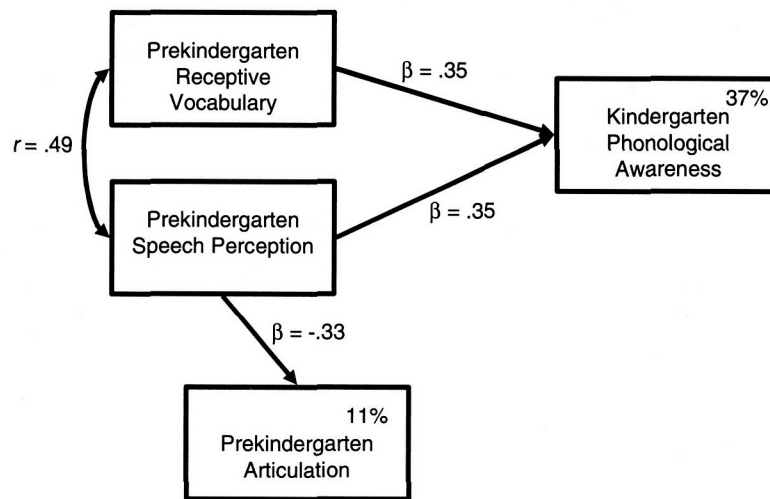 Prekindergarten
Receptive
Vocabulary
β = .35
37%
Kindergarten
Phonological
Awareness
r = .49
Prekindergarten
Speech Perception
β = .35
β = -.33
11%
Prekindergarten
Articulation